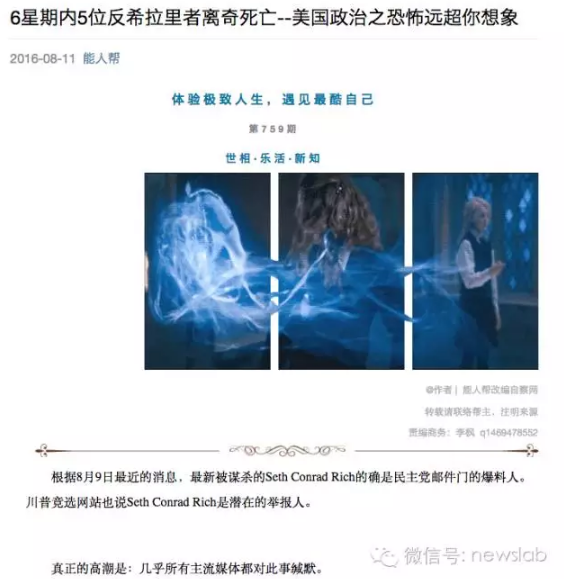 6星期内5位反希拉里者离奇死亡--美国政治之恐怖远超你想象
2016-08-11 能人帮
体验极致人生，遇见最酷自己
第759期
世相·乐活·新知
@作者 | 能人帮改编自察网
转载请联络帮主，注明来源
责编商务：李枫 q1469478552
根据8月9日最近的消息，最新被谋杀的Seth Conrad Rich的确是民主党邮件门的爆料人。
川普竞选网站也说Seth Conrad Rich是潜在的举报人。
真正的高潮是：几乎所有主流媒体都对此事缄默。
微信号: newslab